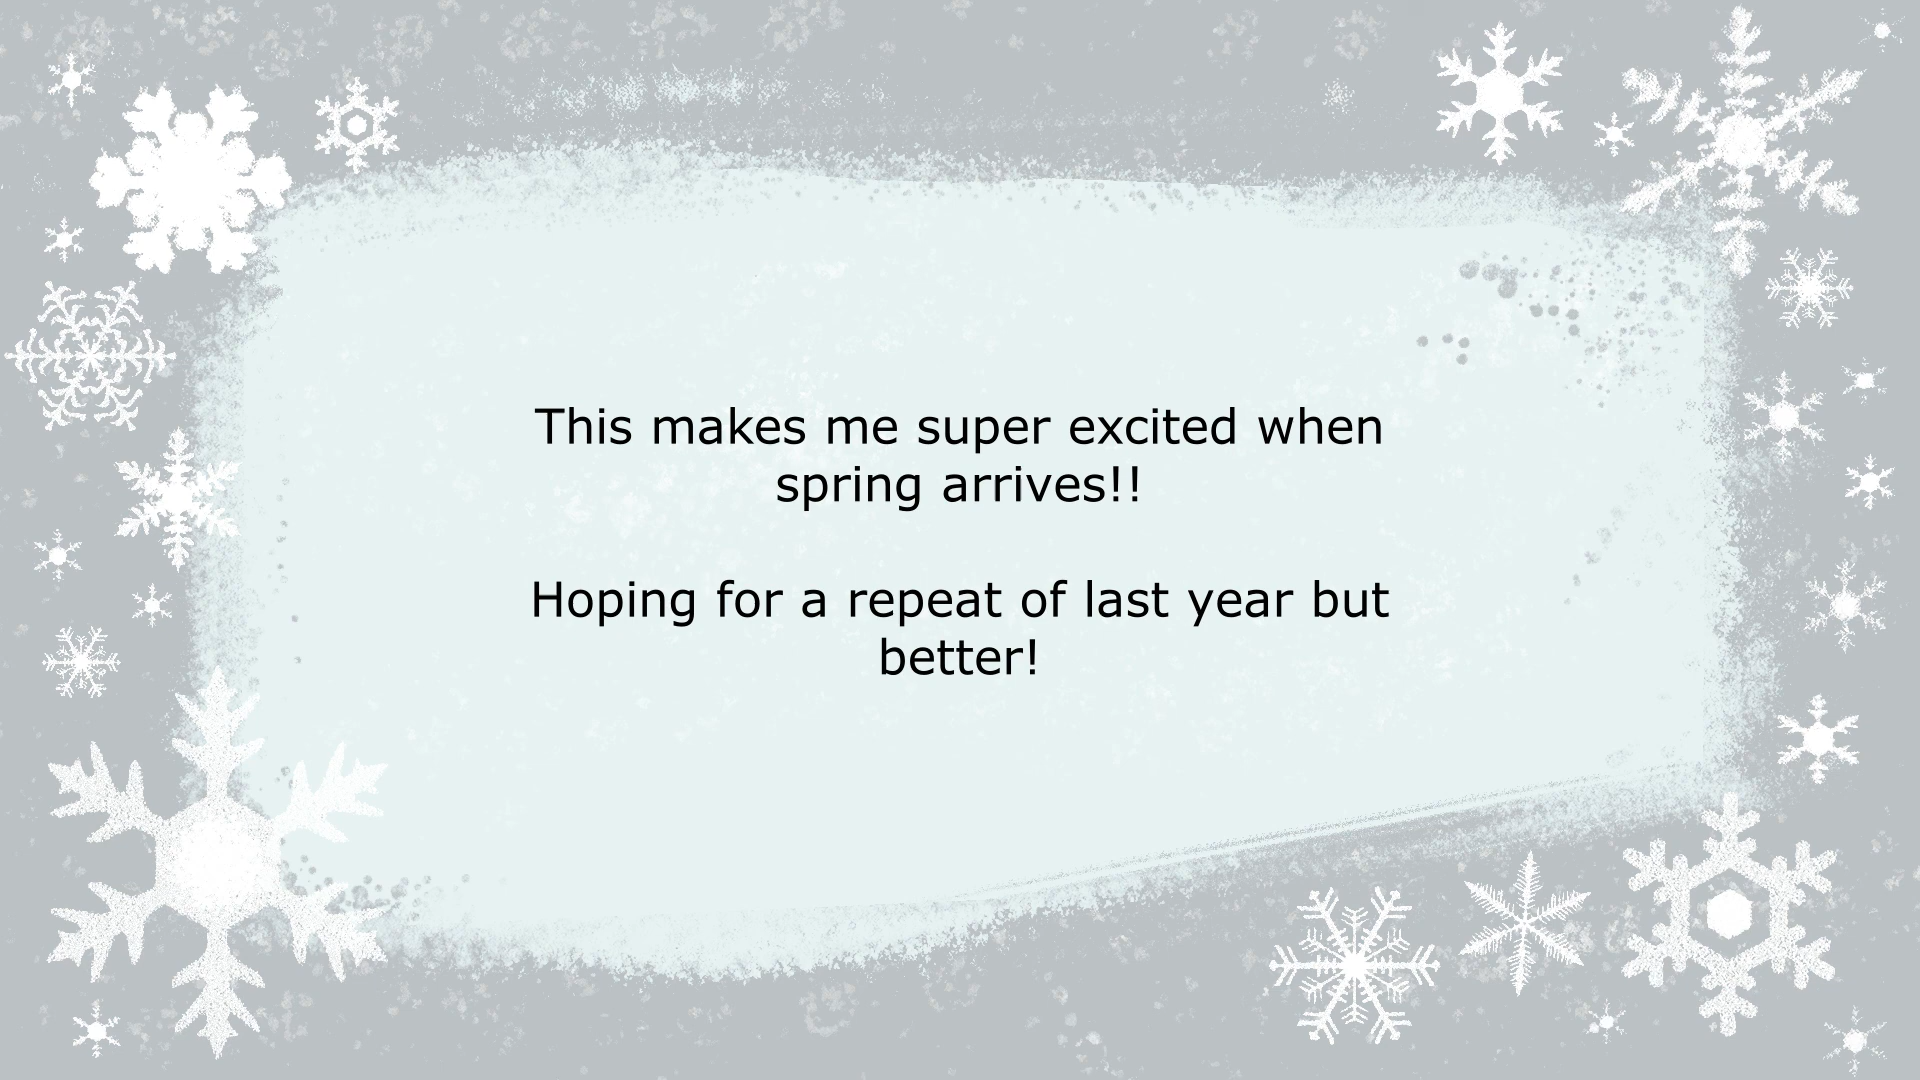 This makes me super excited when
spring arrives!!
Hoping for a repeat of last year but
better!